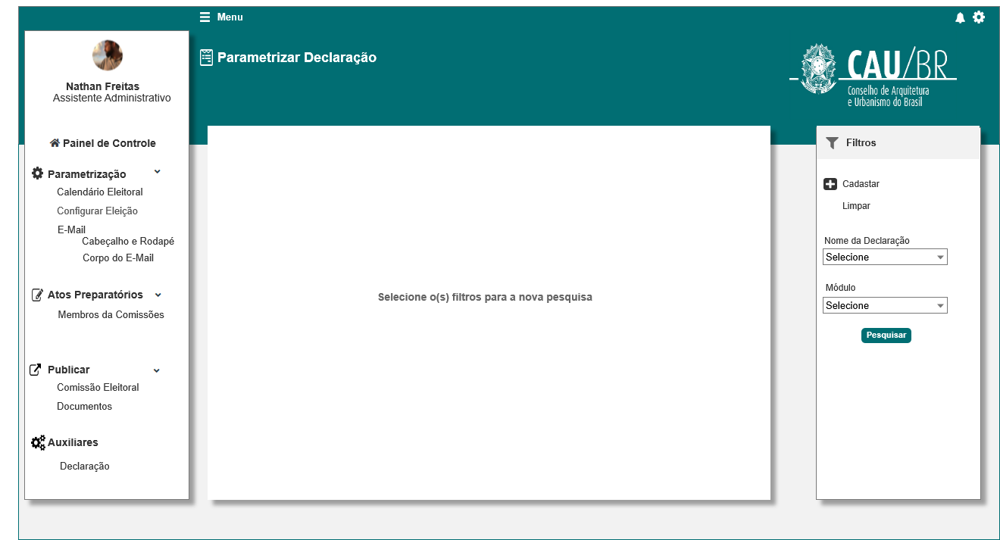 Menu
Parametrizar Declaração
CAU/BR
Conselho de Arquitetura
e Urbanismo do Brasil
Nathan Freitas
Assistente Administrativo
Painel de Controle
Parametrização
Calendário Eleitoral
Configurar Eleição
E-Mail
Cabeçalho e Rodapé
Corpo do E-Mail
Atos Preparatórios
Membros da Comissões
Publicar
Comissão Eleitoral
Documentos
Auxiliares
Declaração
Selecione o(s) filtros para a nova pesquisa
Filtros
Cadastar
Limpar
Nome da Declaração
Selecione
Módulo
Selecione
Pesquisar